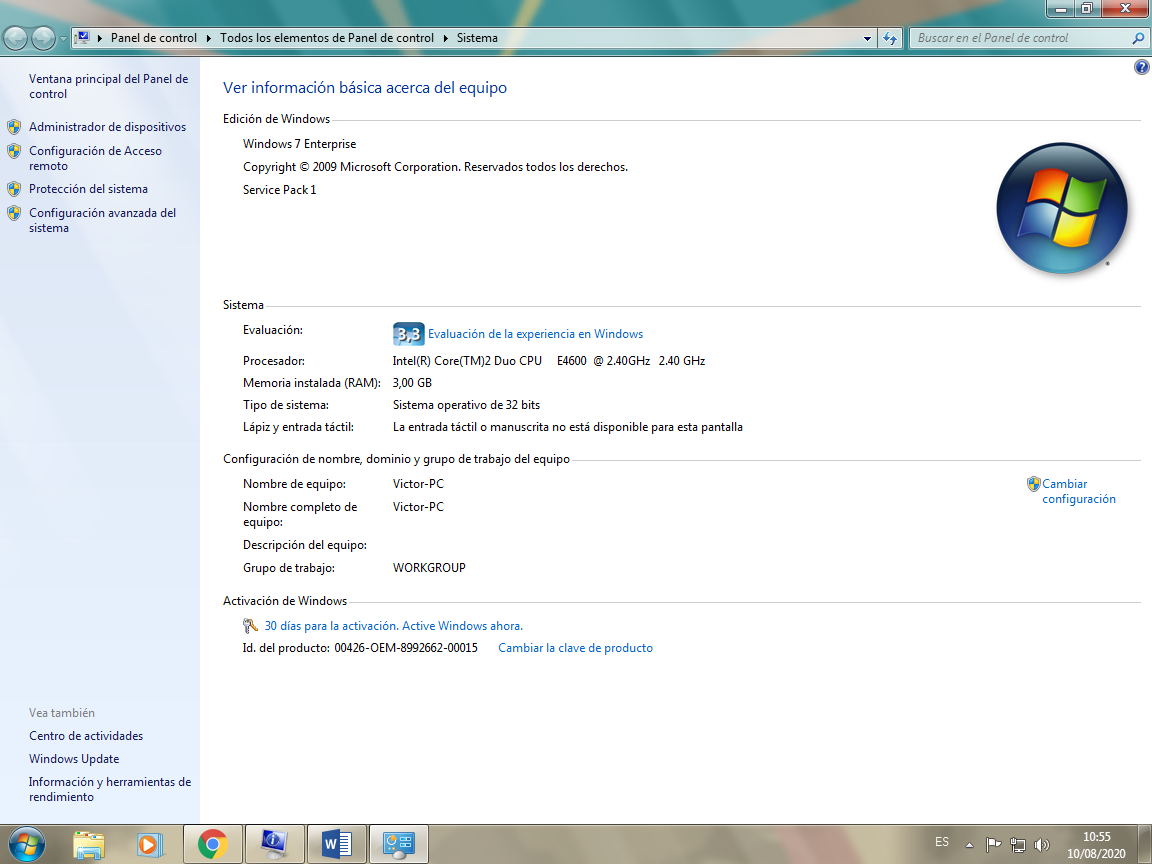 Panel de control ▸ Todos los elementos de Panel de control ▸ Sistema
Buscar en el Panel de control
Ventana principal del Panel de
control
Administrador de dispositivos
Configuración de Acceso
remoto
Protección del sistema
Configuración avanzada del
sistema
Ver información básica acerca del equipo
Edición de Windows
Windows 7 Enterprise
Copyright © 2009 Microsoft Corporation. Reservados todos los derechos.
Service Pack 1
Sistema
Evaluación: 3,3 Evaluación de la experiencia en Windows
Procesador: Intel(R) Core(TM)2 Duo CPU E4600 @ 2.40GHz 2.40 GHz
Memoria instalada (RAM): 3,00 GB
Tipo de sistema: Sistema operativo de 32 bits
Lápiz y entrada táctil: La entrada táctil o manuscrita no está disponible para esta pantalla
Configuración de nombre, dominio y grupo de trabajo del equipo
Nombre de equipo: Victor-PC
Cambiar
configuración
Nombre completo de Victor-PC
equipo:
Descripción del equipo:
Grupo de trabajo: WORKGROUP
Activación de Windows
30 días para la activación. Active Windows ahora.
Id. del producto: 00426-OEM-8992662-00015 Cambiar la clave de producto
Vea también
Centro de actividades
Windows Update
Información y herramientas de
rendimiento
W
ES
10:55
10/08/2020